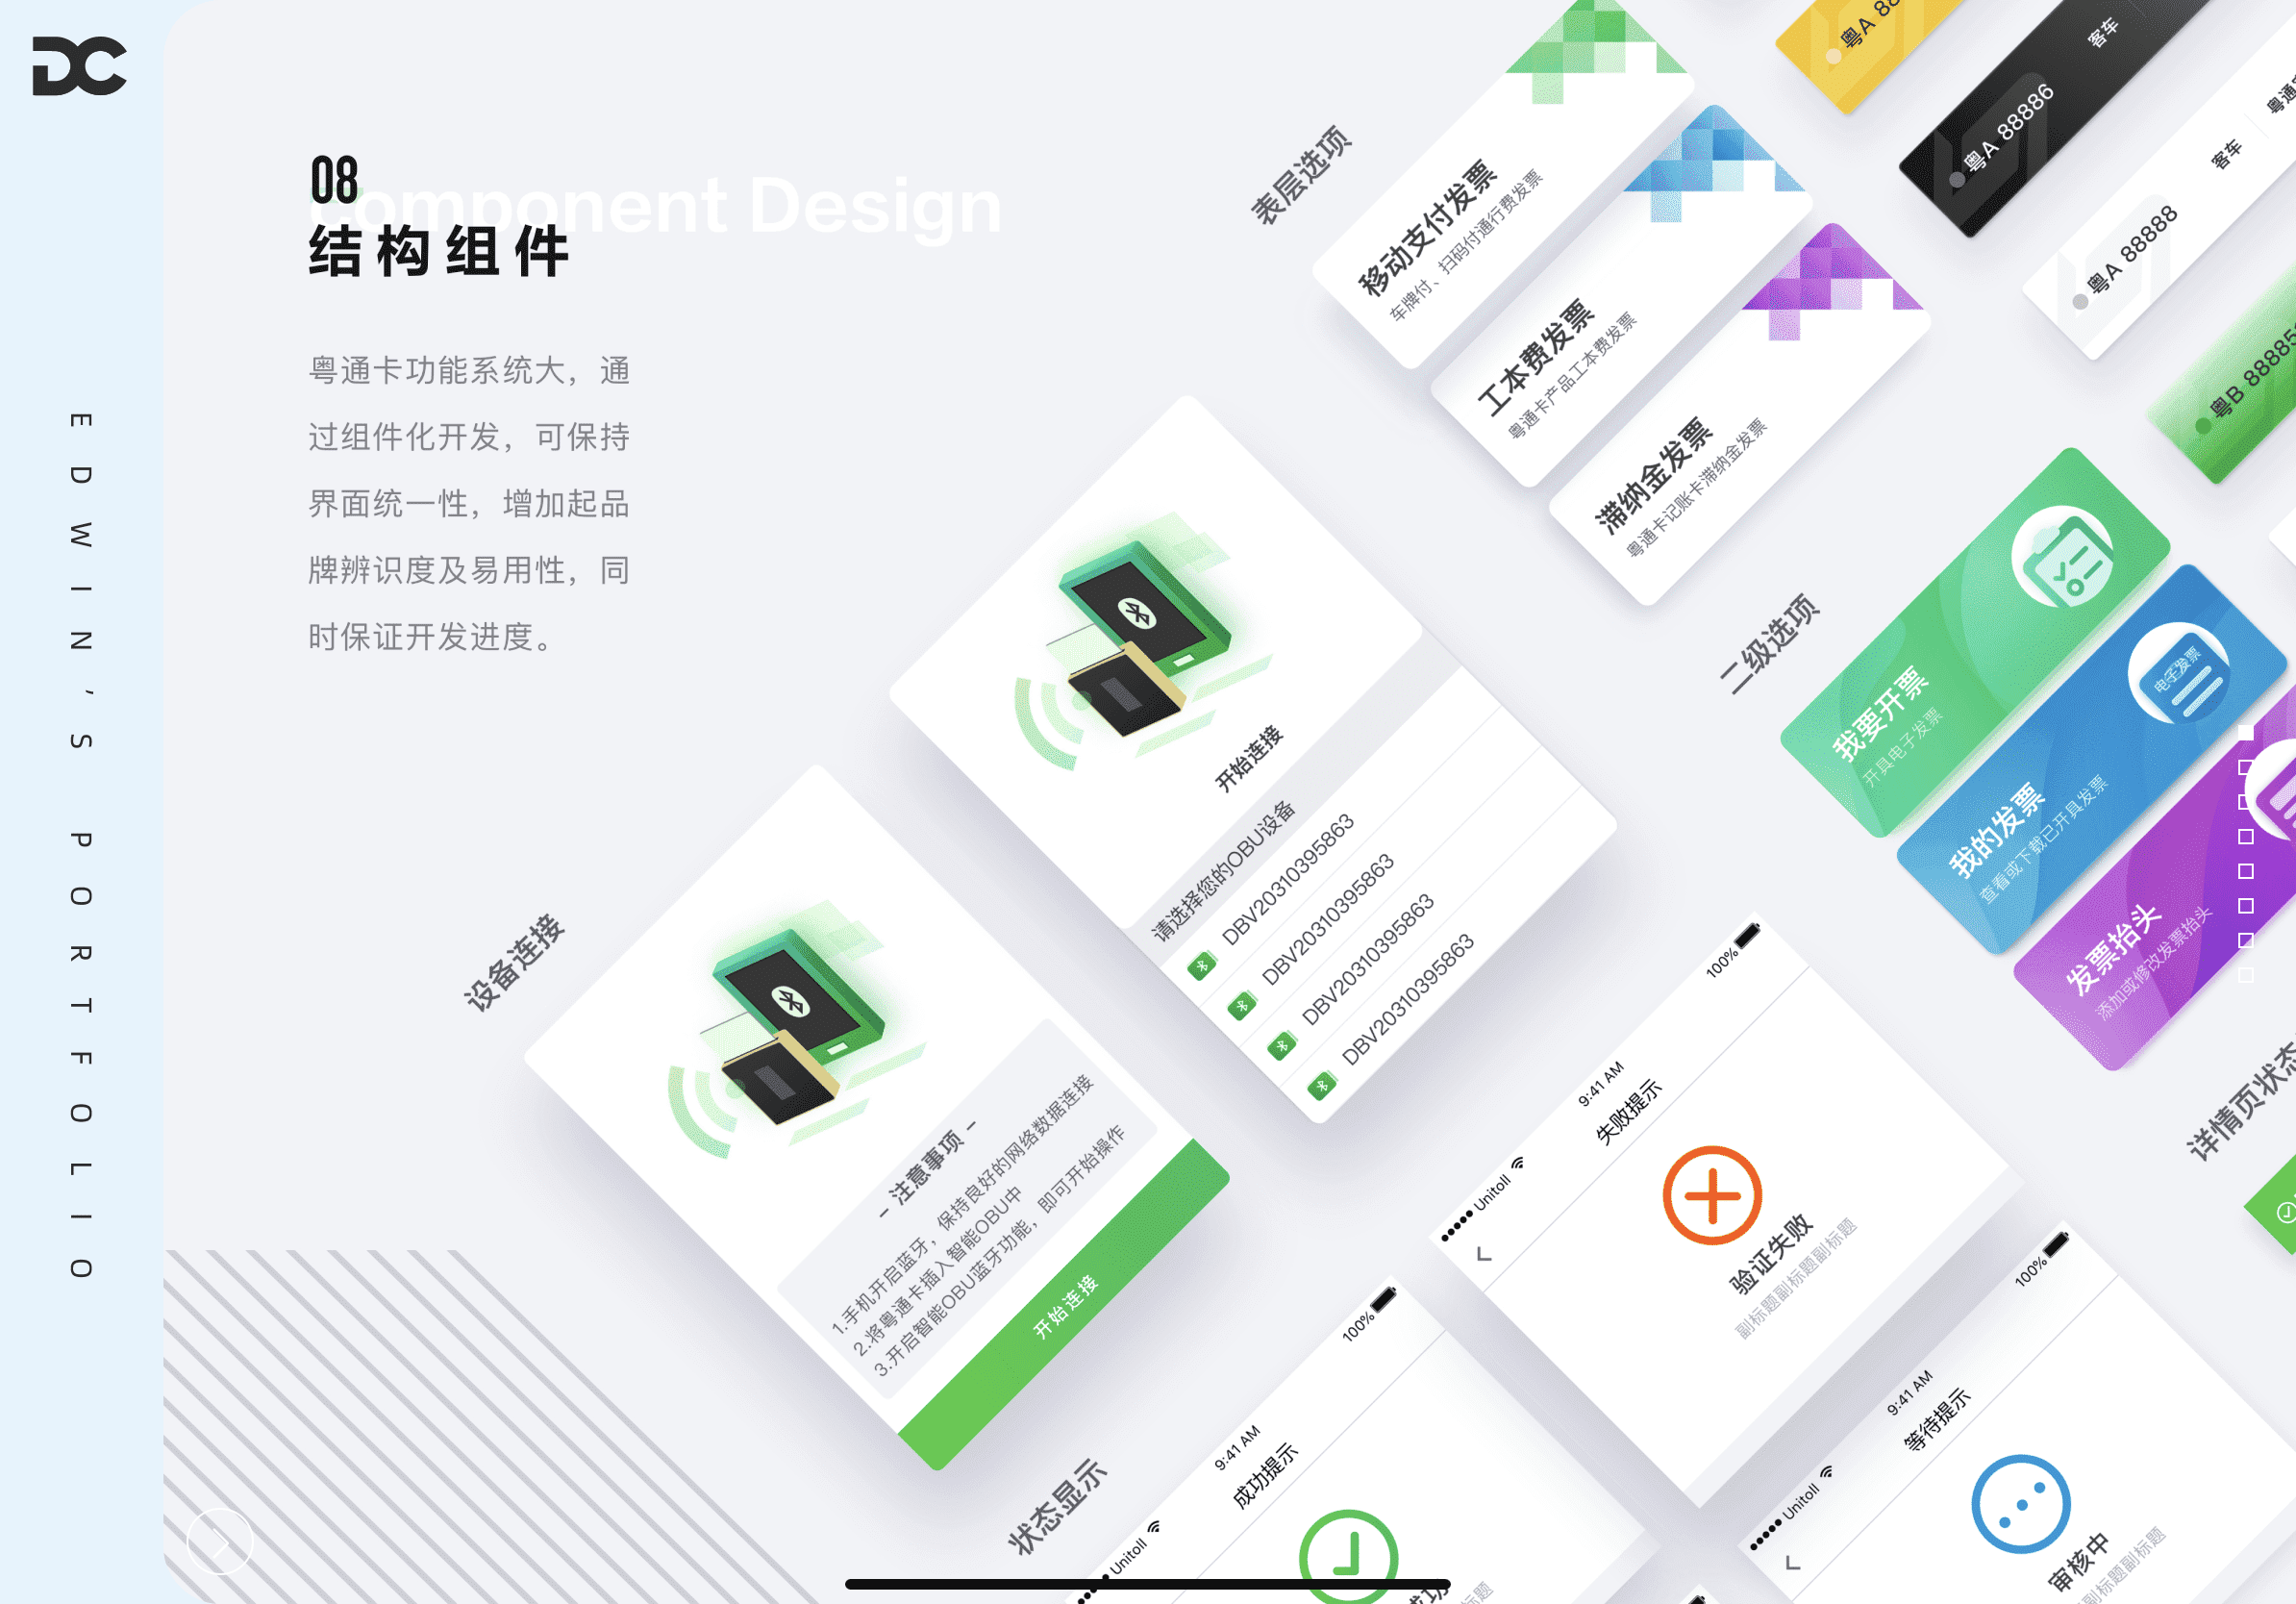 DC
EDWIN'S PORTFOLIO
08
Component Design
结构组件
粤通卡功能系统大，通
过组件化开发，可保持
界面统一性，增加起品
牌辨识度及易用性，同
时保证开发进度。
表层选项
移动支付发票
车牌付、扫码付通行费发票
工本费发票
粤通卡产品工本费发票
滞纳金发票
粤通卡记账卡滞纳金发票
粤A 88
粤A 88886
客车
粤A 88888
客车
粤通
粤B 88885
二级选项
我要开票
开具电子发票
我的发票
查看或下载已开具发票
电子发票
发票抬头
添加或修改发票抬头
详情页状态
设备连接
开始连接
请选择您的OBU设备
DBV20310395863
DBV20310395863
DBV20310395863
DBV20310395863
- 注意事项 -
1.手机开启蓝牙，保持良好的网络数据连接
2.将粤通卡插入智能OBU中
3.开启智能OBU蓝牙功能，即可开始操作
开始连接
状态显示
Unitoll
9:41 AM
100%
失败提示
验证失败
副标题副标题副标题
Unitoll
9:41 AM
100%
成功提示
成功
标题
Unitoll
9:41 AM
100%
等待提示
审核中
副标题副标题